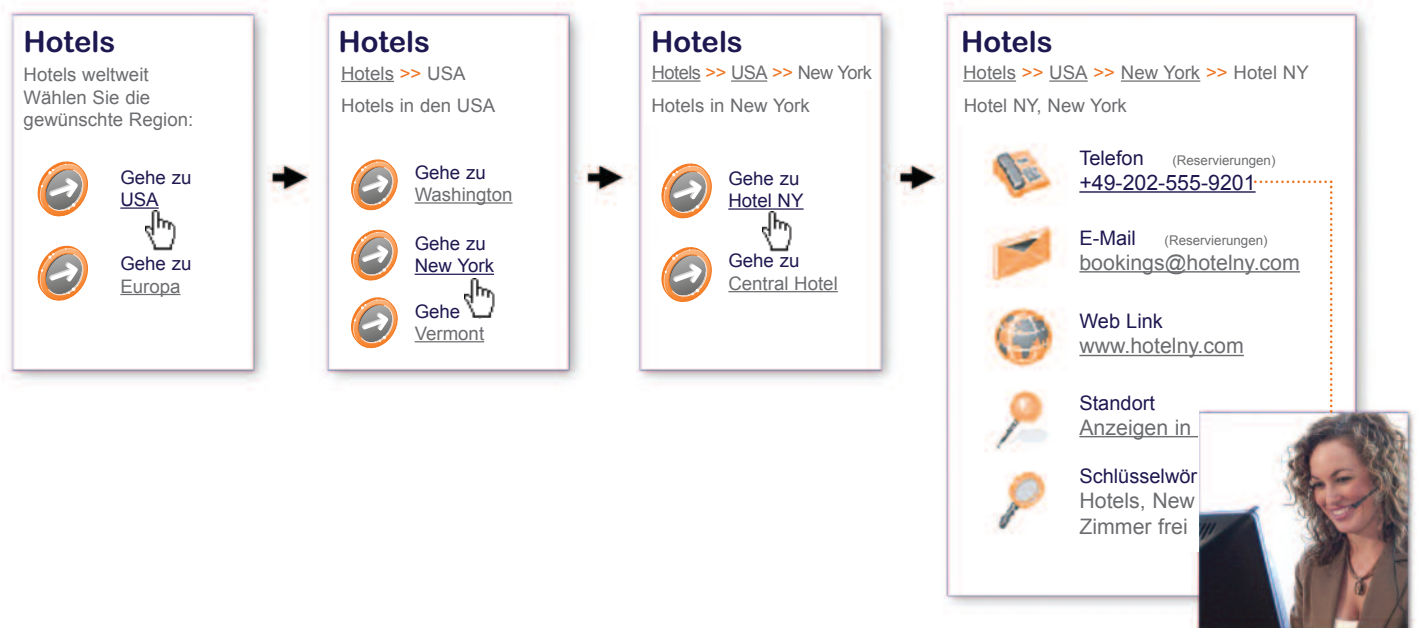 Hotels
Hotels weltweit
Wählen Sie die
gewünschte Region:
Gehe zu
USA
Gehe zu
Europa
Hotels
Hotels >> USA
Hotels in den USA
Gehe zu
Washington
Gehe zu
New York
Gehe
Vermont
Hotels
Hotels >> USA >> New York
Hotels in New York
Gehe zu
Hotel NY
Gehe zu
Central Hotel
Hotels
Hotels >> USA >> New York >> Hotel NY
Hotel NY, New York
Telefon (Reservierungen)
+49-202-555-9201
E-Mail (Reservierungen)
bookings@hotelny.com
Web Link
www.hotelny.com
Standort
Anzeigen in
Schlüsselwör
Hotels, New
Zimmer frei